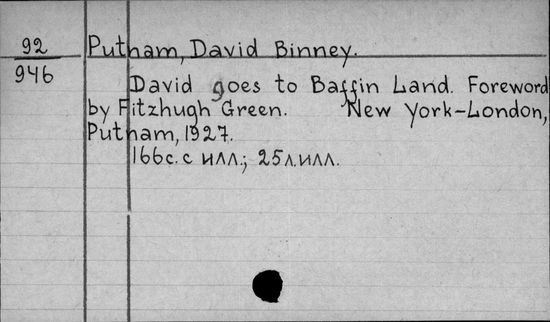 92
946
Putnam, David Binney.
David goes to Baffin Land. Foreword
by Fitzhugh Green. New York-London,
Putnam, 1927.
166с. с илл.; 25л.илл.